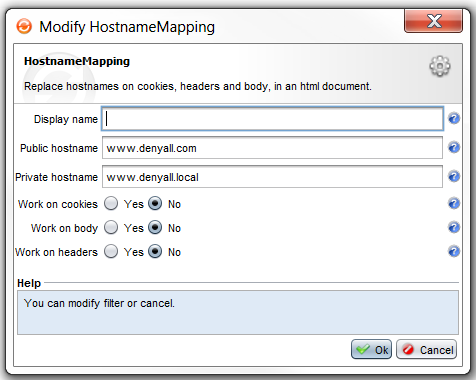 Modify HostnameMapping
HostnameMapping
Replace hostnames on cookies, headers and body, in an html document.
Display name
Public hostname www.denyall.com
Private hostname www.denyall.local
Work on cookies Yes No
Work on body Yes No
Work on headers Yes No
Help
You can modify filter or cancel.
Ok Cancel